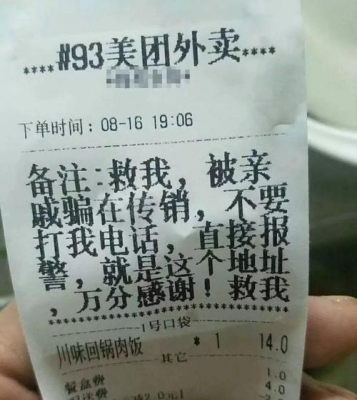 #93美团外卖
下单时间：08-16 19:06
备注：救我，被亲
戚骗在传销，不要
打我电话，直接报
警，就是这个地址
，万分感谢！救我
1号口袋
川味回锅肉饭 * 1 14.0
其它
餐盒费 1.0